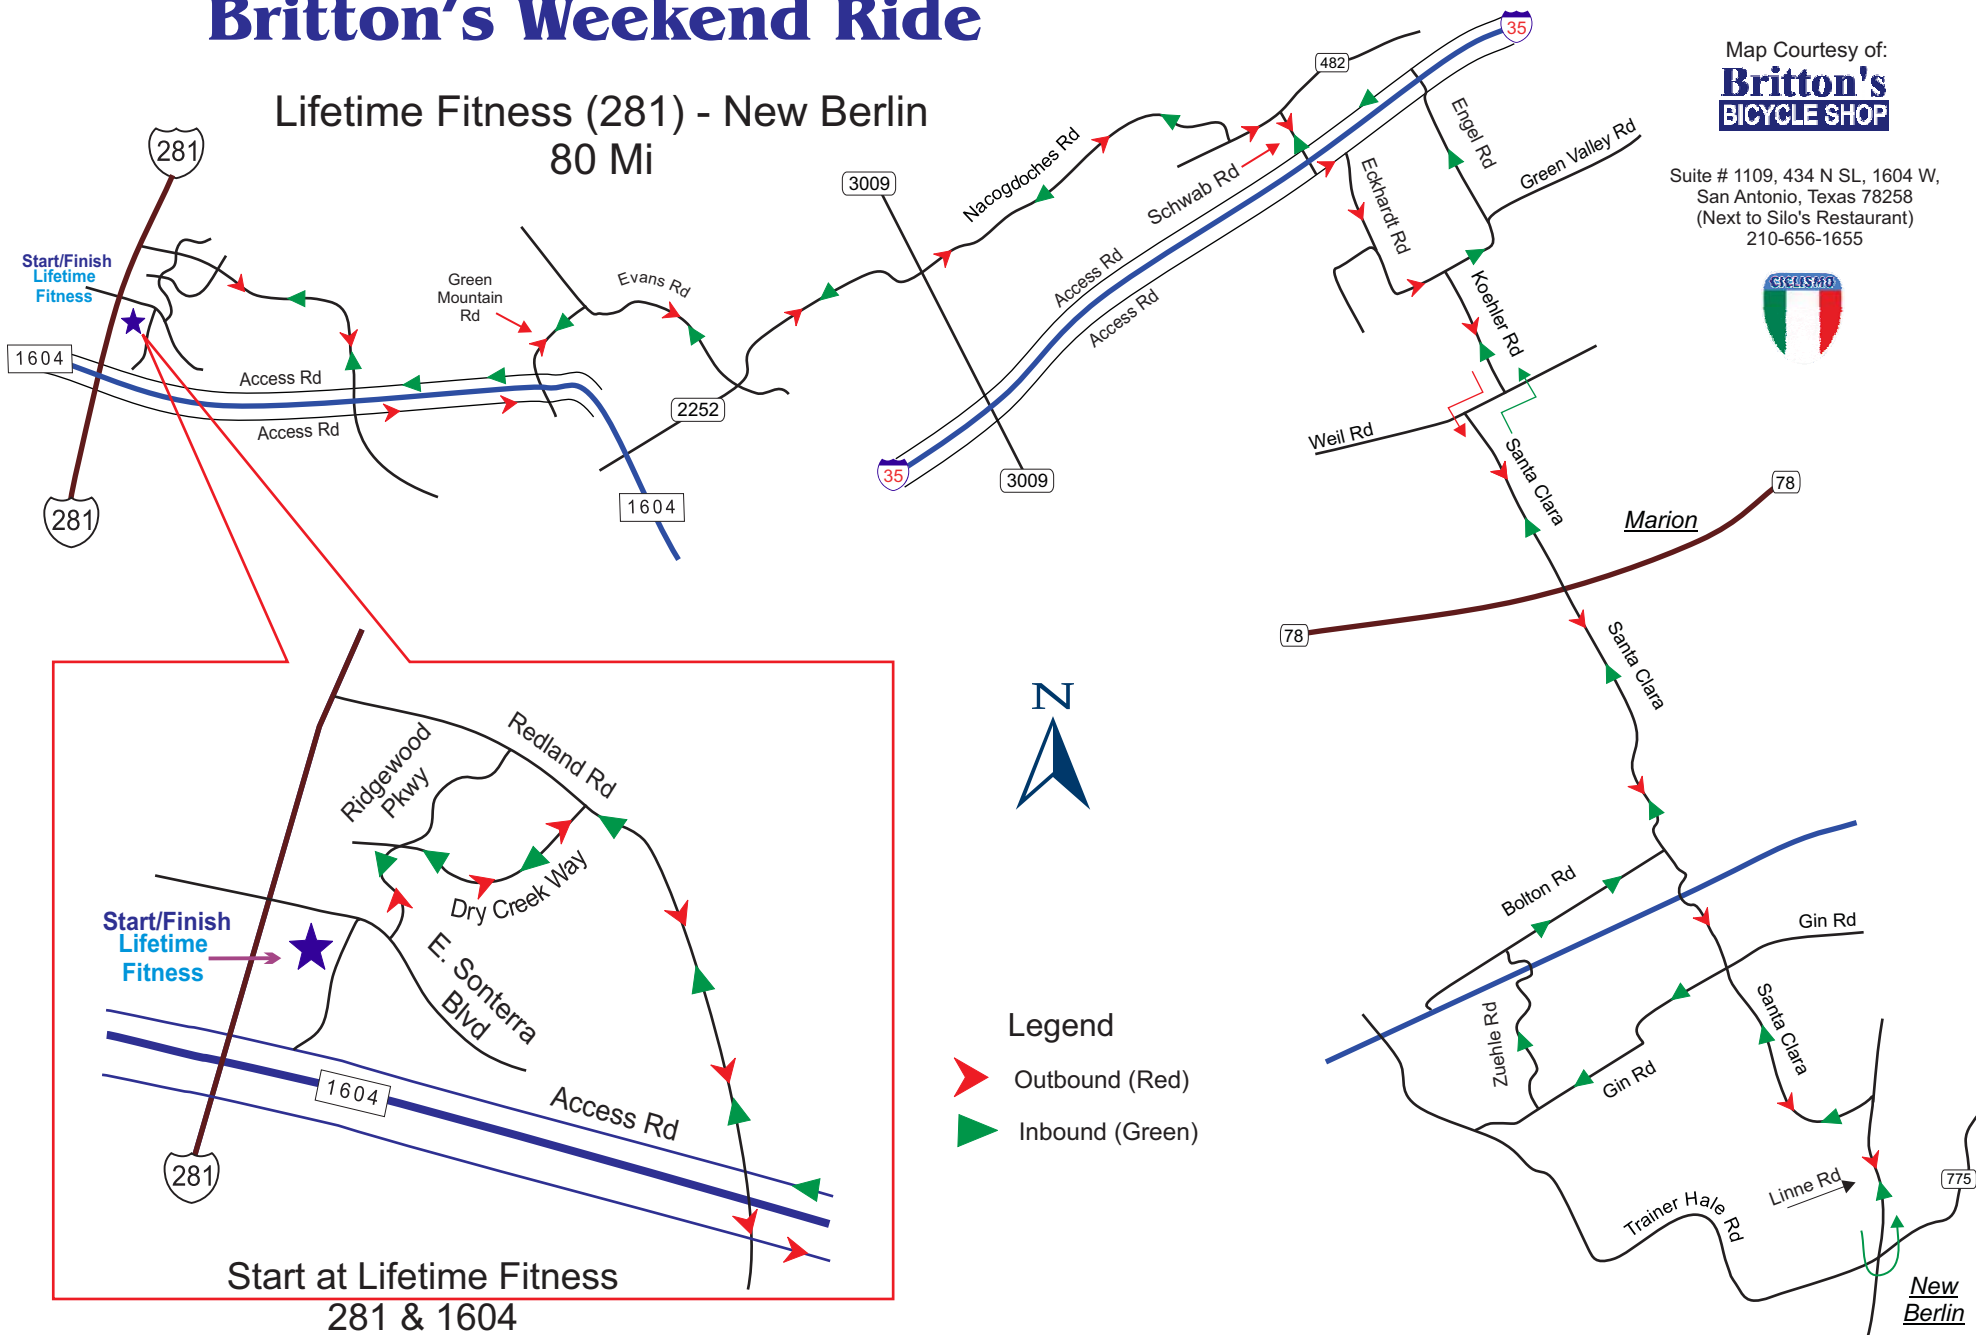 Britton's Weekend Ride
Lifetime Fitness (281) - New Berlin
80 Mi
Map Courtesy of:
Britton's
BICYCLE SHOP
Suite # 1109, 434 N SL, 1604 W,
San Antonio, Texas 78258
(Next to Silo's Restaurant)
210-656-1655
CICLISMO
281
Start/Finish
Lifetime
Fitness
1604
281
Access Rd
Access Rd
Green
Mountain
Rd
Evans Rd
2252
1604
3009
3009
Nacogdoches Rd
Schwab Rd
Access Rd
Access Rd
35
35
482
Engel Rd
Green Valley Rd
Eckhardt Rd
Koehler Rd
Weil Rd
Santa Clara
Marion
78
78
Santa Clara
Bolton Rd
Gin Rd
Zuehle Rd
Gin Rd
Santa Clara
Linne Rd
775
Trainer Hale Rd
New
Berlin
N
Legend
Outbound (Red)
Inbound (Green)
Redland Rd
Ridgewood
Pkwy
Dry Creek Way
E. Sonterra
Blvd
Start/Finish
Lifetime
Fitness
1604
Access Rd
281
Start at Lifetime Fitness
281 & 1604